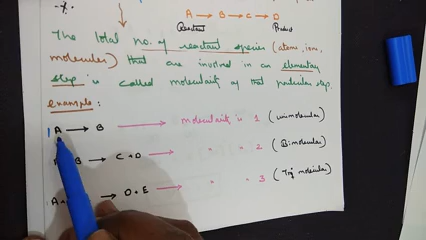 A → B → C → D
Reactant Product
The total no. of reactant species (atoms, ions,
molecules) that are involved in an elementary
step is called molecularity of that particular step.
example:
A → B → molecularity is 1 (unimolecular)
B → C + D → " " 2 (Bimolecular)
A → D + E → " " 3 (molecular)